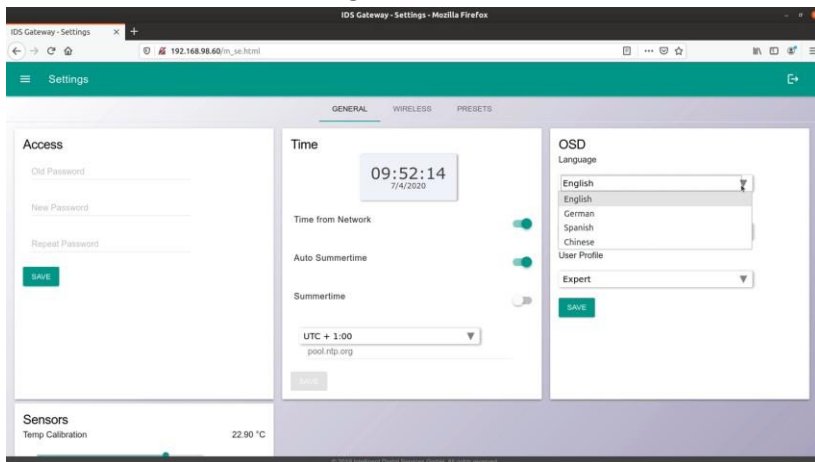 IDS Gateway - Settings - Mozilla Firefox
IDS Gateway - Settings
192.168.98.60/m_se.html
Settings
GENERAL WIRELESS PRESETS
Access
Old Password
New Password
Repeat Password
SAVE
Time
09:52:14
7/4/2020
Time from Network
Auto Summertime
Summertime
UTC + 1:00
pool.ntp.org
SAVE
OSD
Language
English
English
German
Spanish
Chinese
User Profile
Expert
SAVE
Sensors
Temp Calibration 22.90 °C